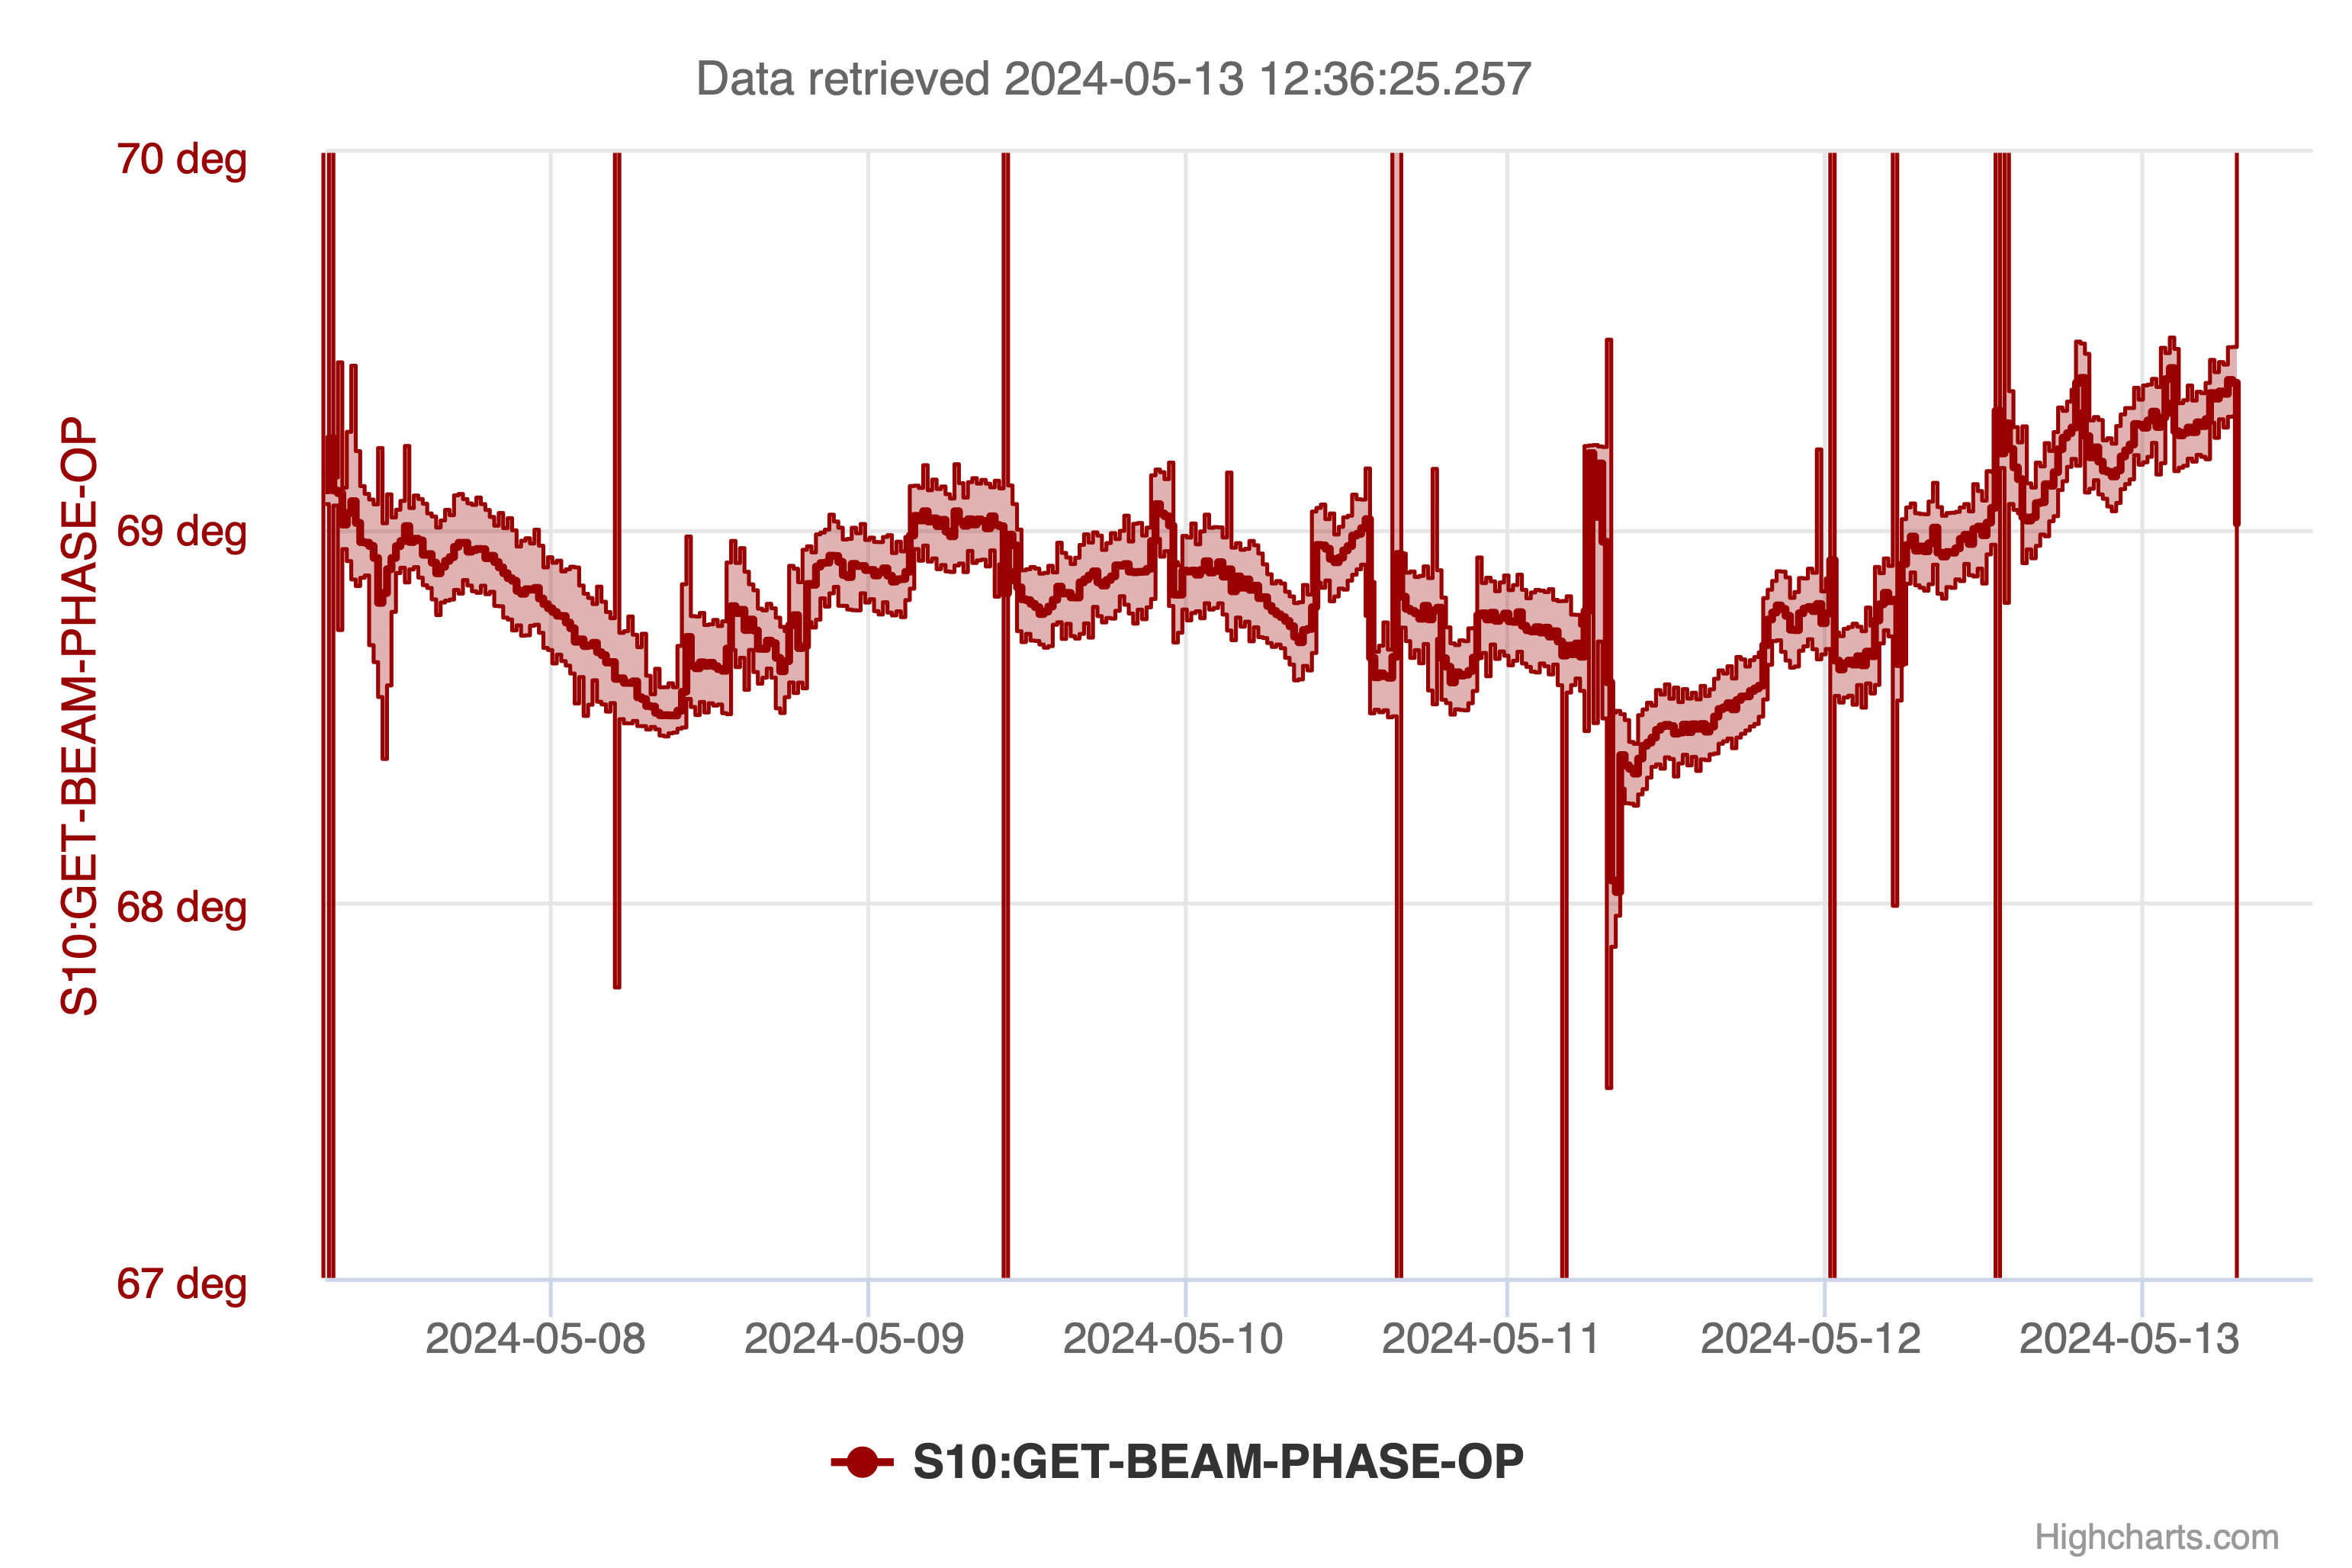 Data retrieved 2024-05-13 12:36:25.257
S10:GET-BEAM-PHASE-OP
70 deg
69 deg
68 deg
67 deg
2024-05-08 2024-05-09 2024-05-10 2024-05-11 2024-05-12 2024-05-13
S10:GET-BEAM-PHASE-OP
Highcharts.com